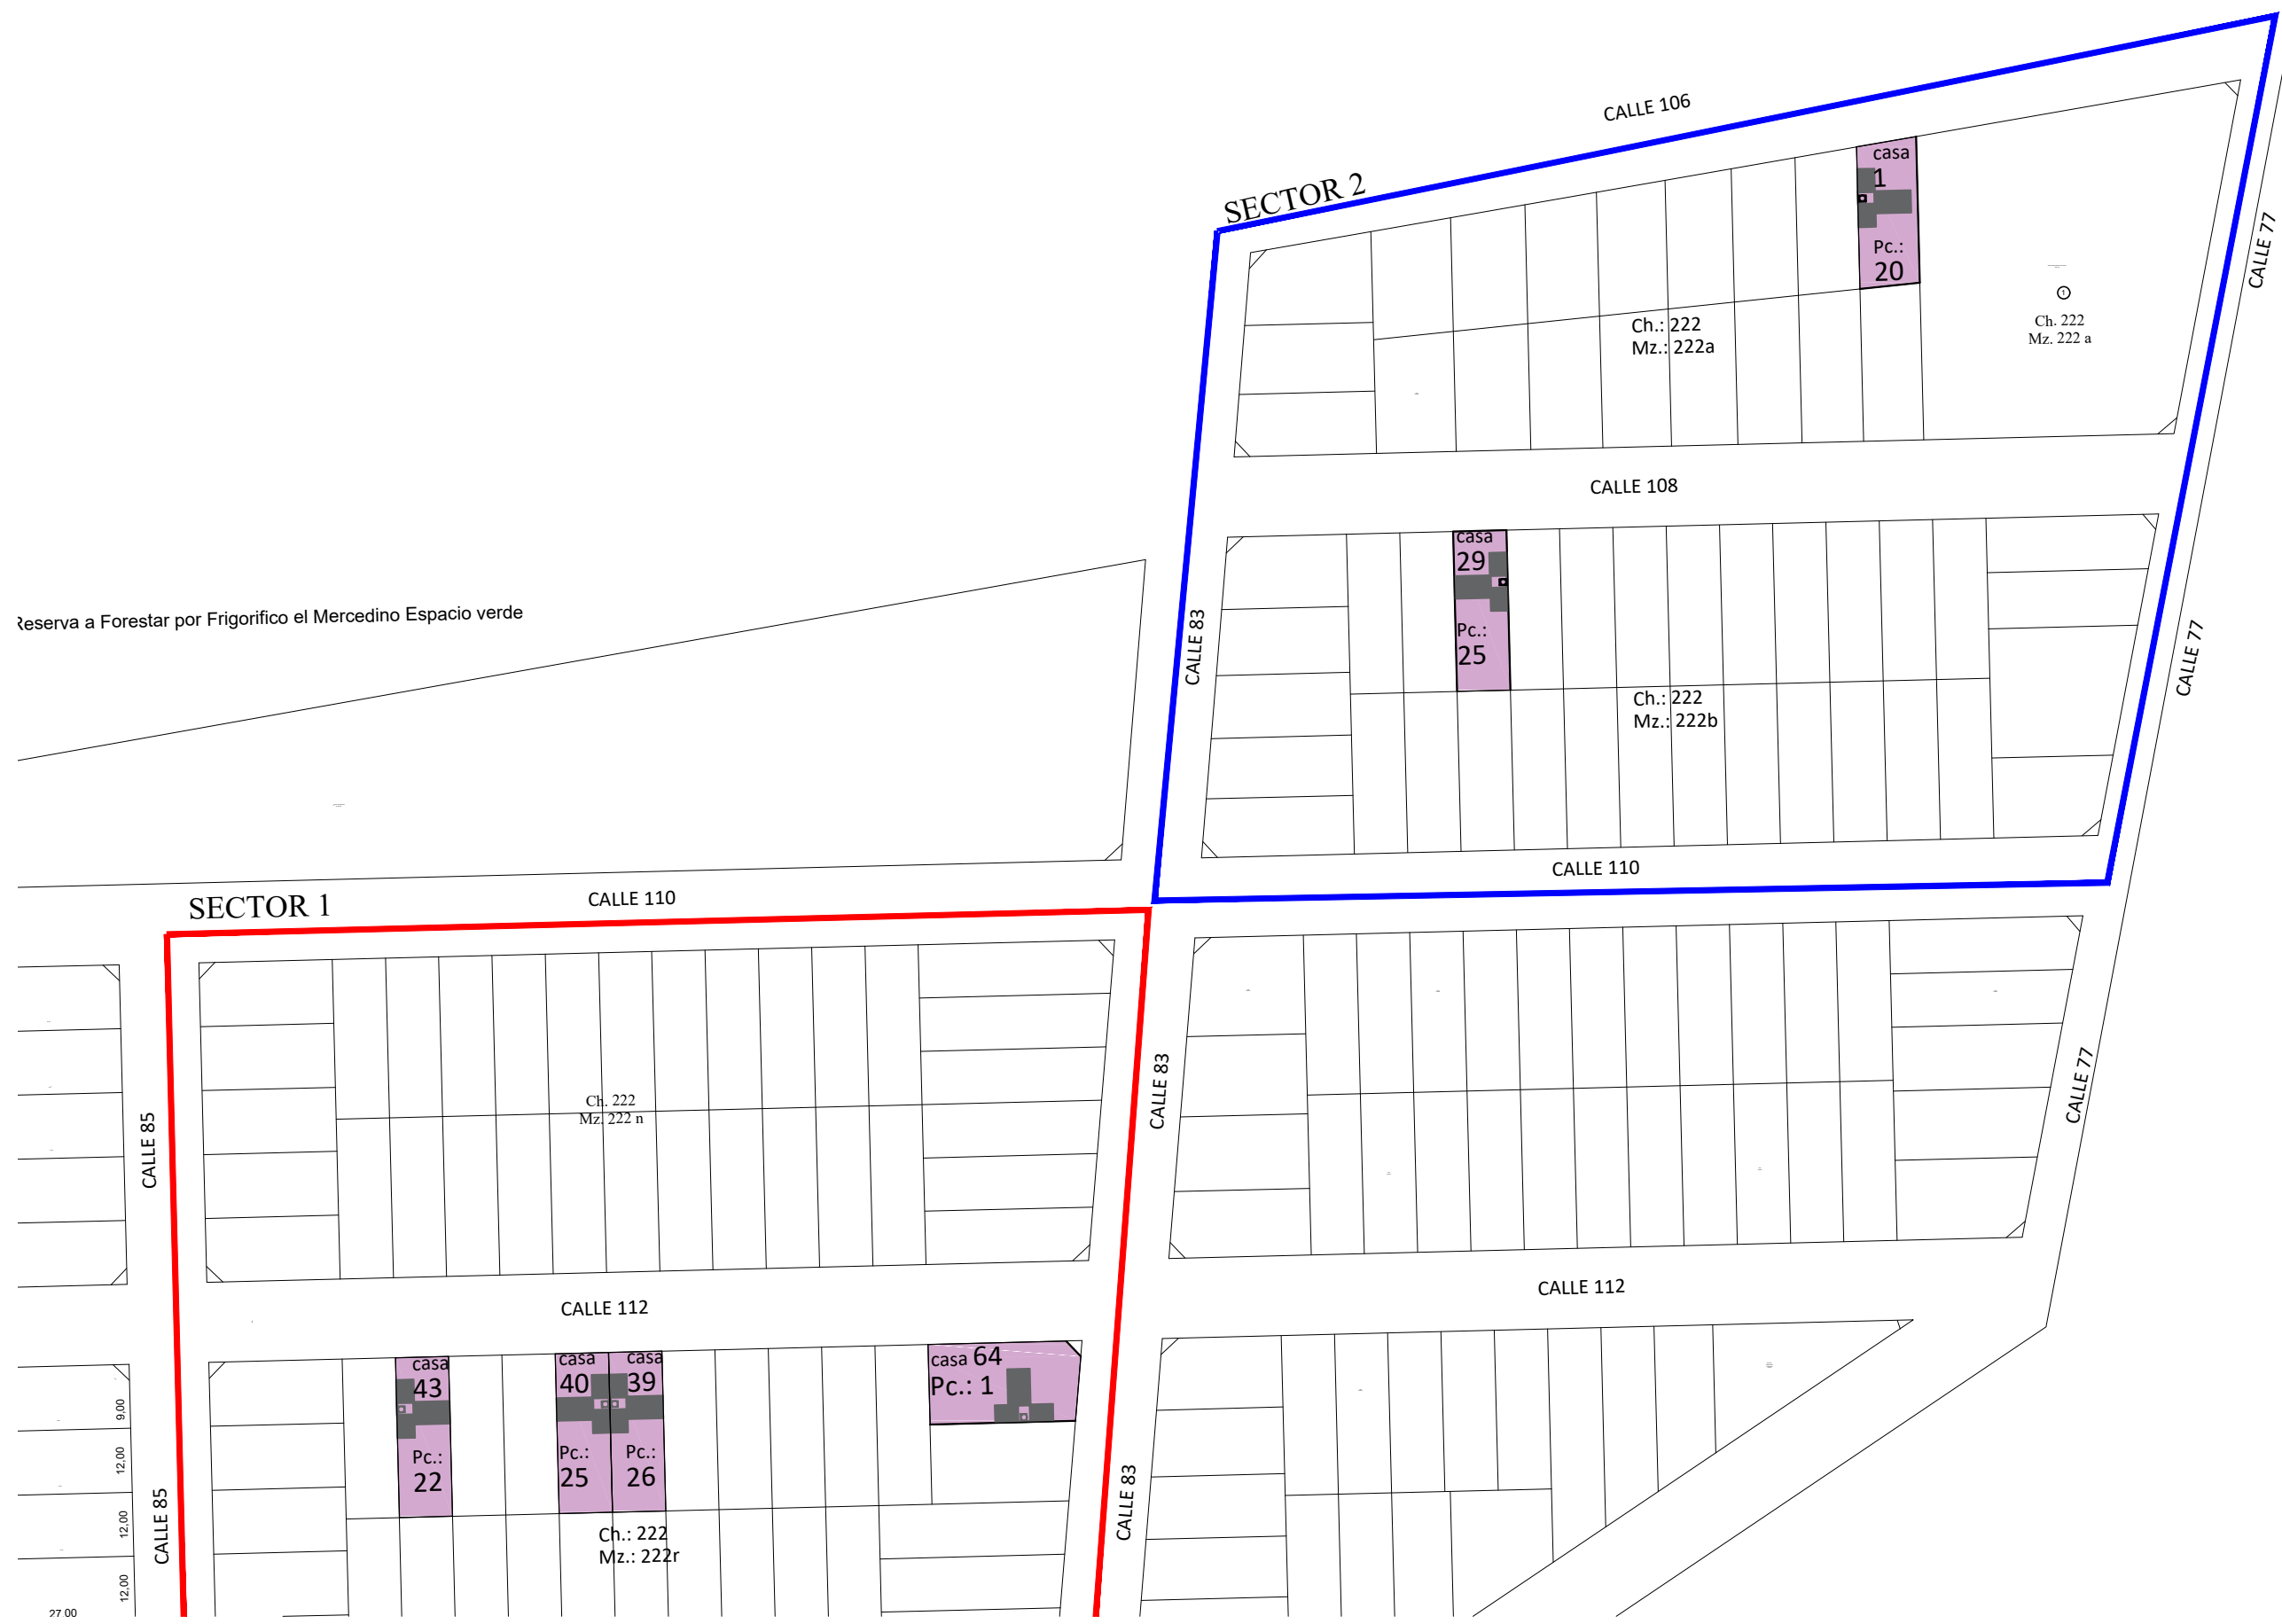 CALLE 106
SECTOR 2
casa
1
Pc.:
20
CALLE 77
1
Ch. 222
Mz. 222 a
Ch.: 222
Mz.: 222a
CALLE 108
casa
29
Pc.:
25
CALLE 83
CALLE 77
Ch.: 222
Mz.: 222b
Reserva a Forestar por Frigorifico el Mercedino Espacio verde
CALLE 110
SECTOR 1
CALLE 110
CALLE 85
Ch. 222
Mz. 222 n
CALLE 83
CALLE 77
CALLE 112
CALLE 112
casa
43
Pc.:
22
casa
40
Pc.:
25
casa
39
Pc.:
26
casa 64
Pc.: 1
9,00
12,00
12,00
12,00
27,00
CALLE 85
CALLE 83
Ch.: 222
Mz.: 222r